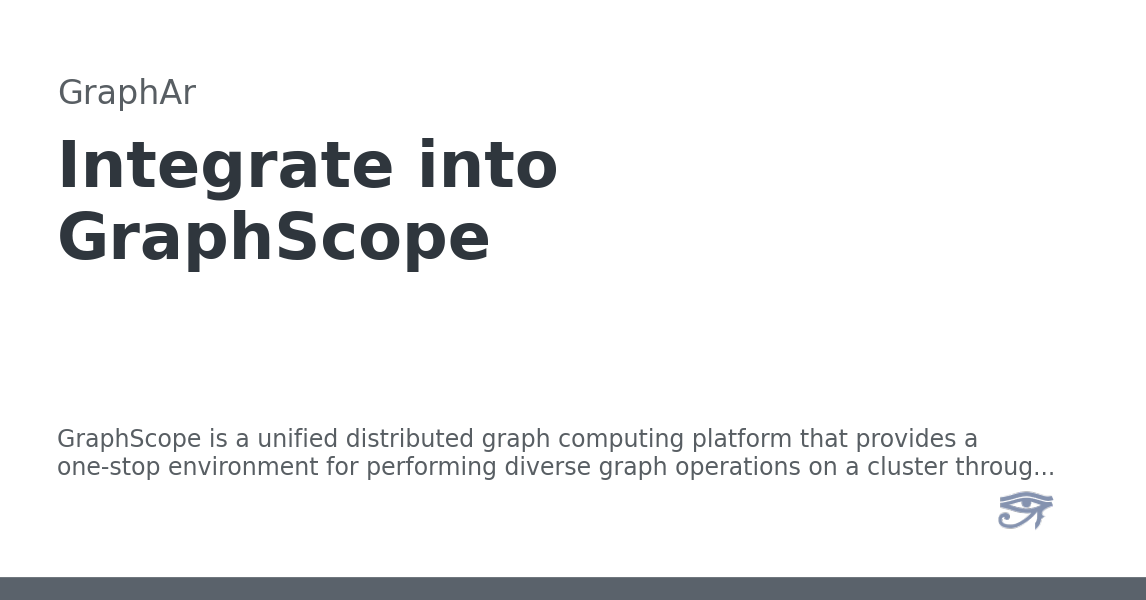 GraphAr
Integrate into
GraphScope
GraphScope is a unified distributed graph computing platform that provides a
one-stop environment for performing diverse graph operations on a cluster throug...